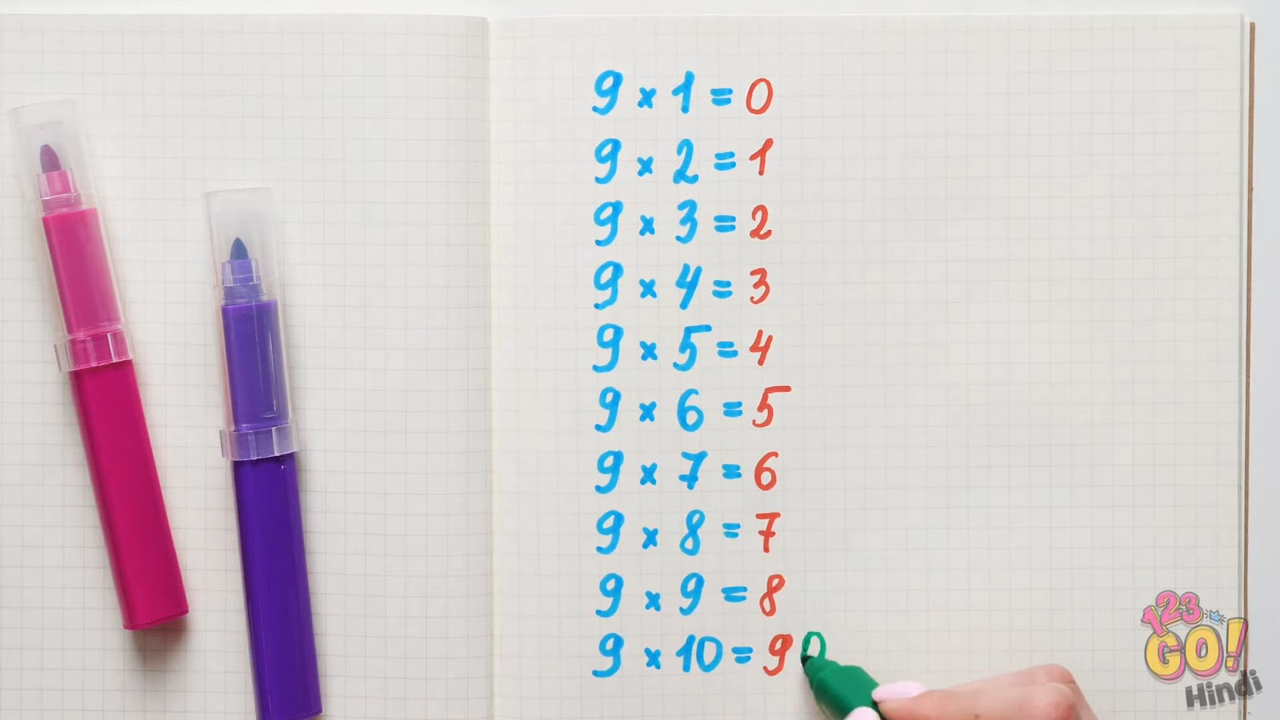 9 × 1 = 0
9 × 2 = 1
9 × 3 = 2
9 × 4 = 3
9 × 5 = 4
9 × 6 = 5
9 × 7 = 6
9 × 8 = 7
9 × 9 = 8
9 × 10 = 90
123
GO!
Hindi